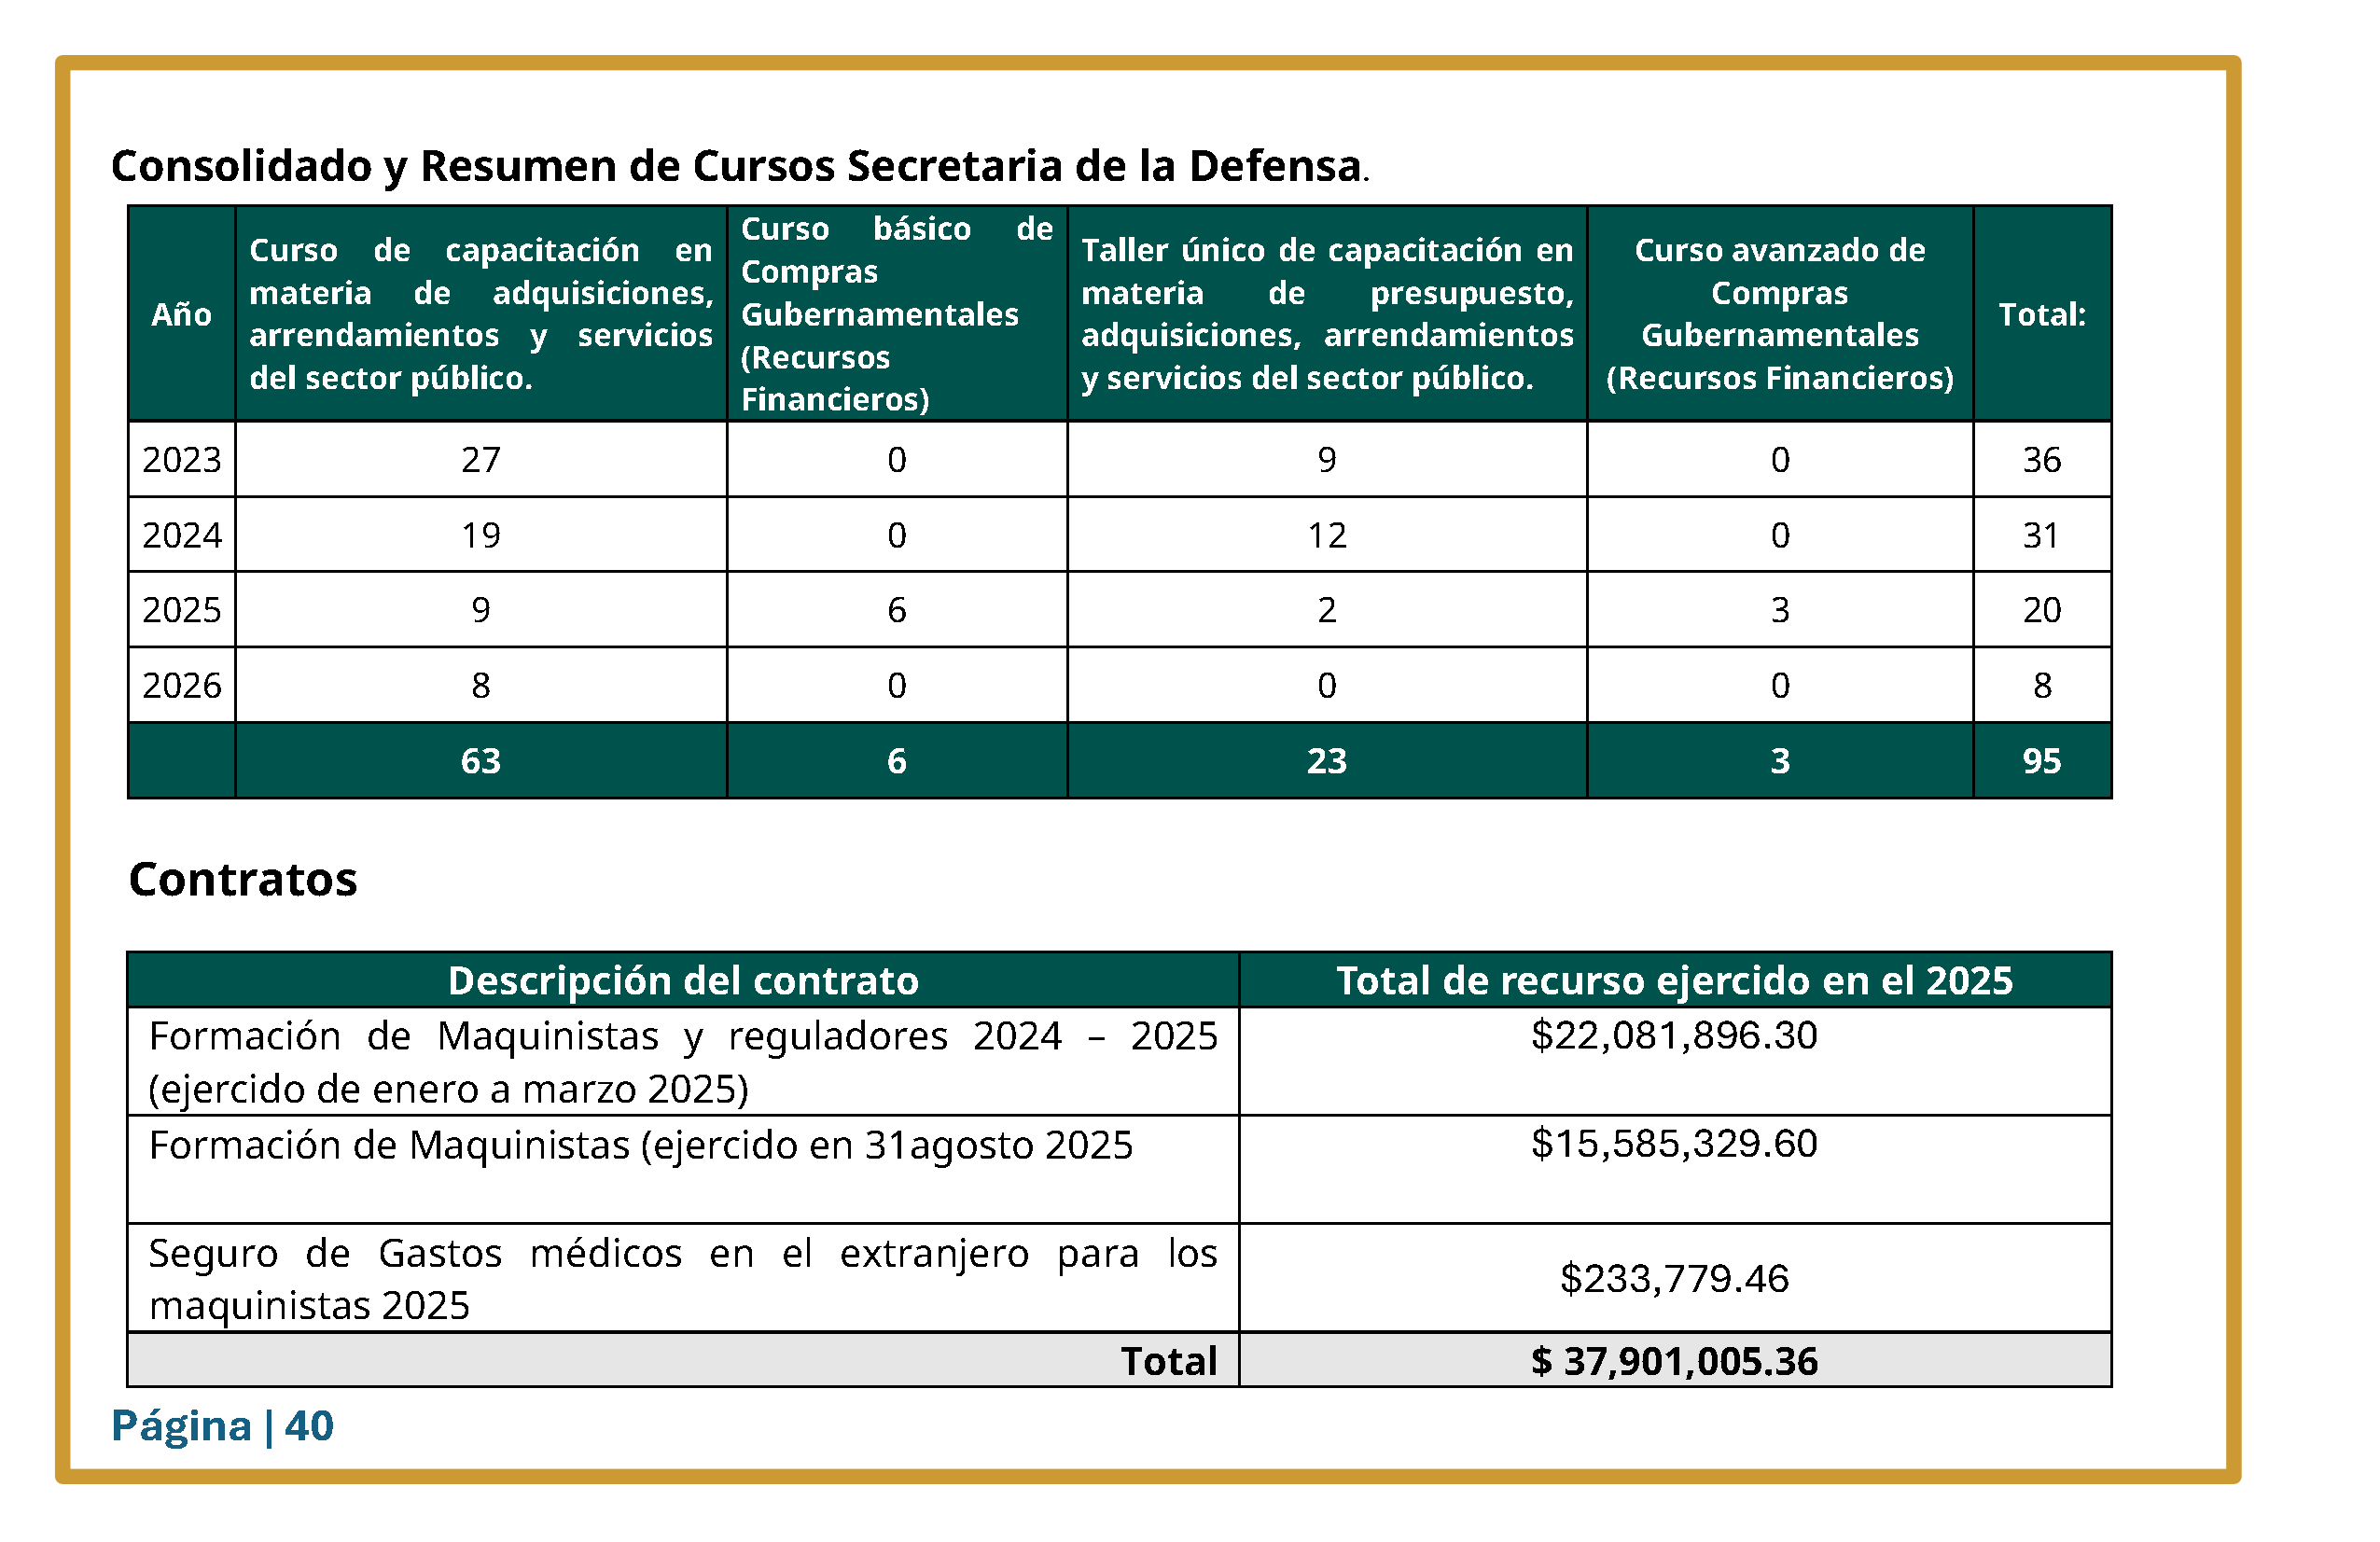 Consolidado y Resumen de Cursos Secretaria de la Defensa.
Año
Curso de capacitación en
materia de adquisiciones,
arrendamientos y servicios
del sector público.
Curso básico de
Compras
Gubernamentales
(Recursos
Financieros)
Taller único de capacitación en
materia de presupuesto,
adquisiciones, arrendamientos
y servicios del sector público.
Curso avanzado de
Compras
Gubernamentales
(Recursos Financieros)
Total:
2023 27 0 9 0 36
2024 19 0 12 0 31
2025 9 6 2 3 20
2026 8 0 0 0 8
63 6 23 3 95
Contratos
Descripción del contrato Total de recurso ejercido en el 2025
Formación de Maquinistas y reguladores 2024 – 2025 $22,081,896.30
(ejercido de enero a marzo 2025)
Formación de Maquinistas (ejercido en 31agosto 2025 $15,585,329.60
Seguro de Gastos médicos en el extranjero para los
maquinistas 2025
$233,779.46
Total $ 37,901,005.36
Página | 40